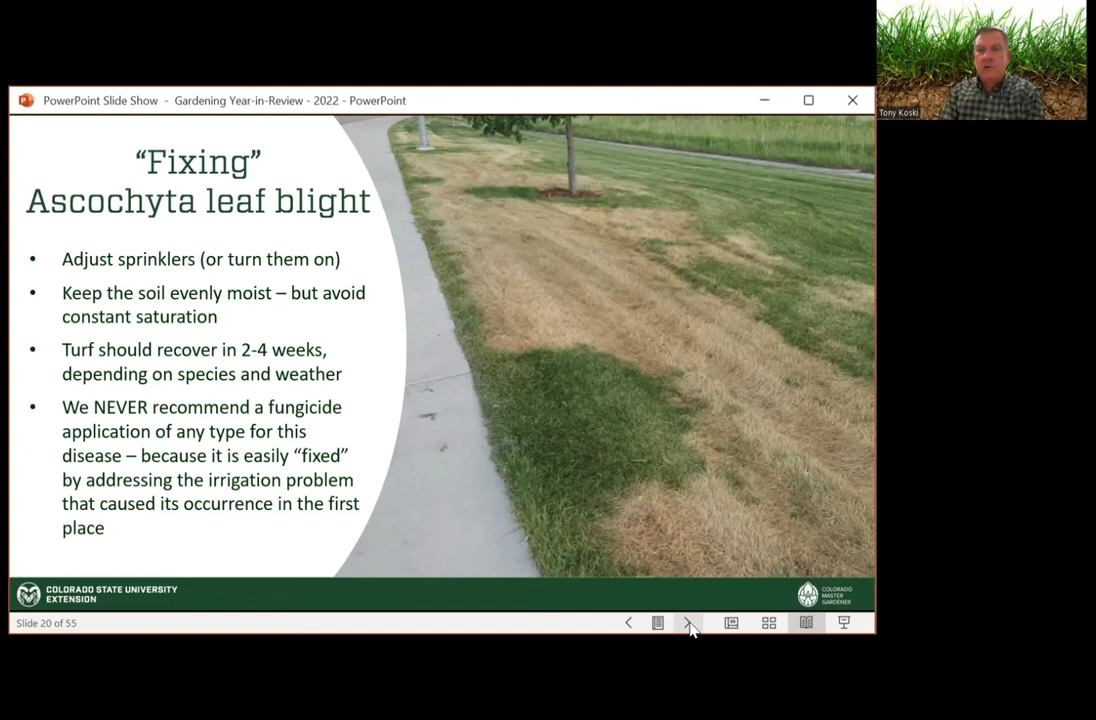 PowerPoint Slide Show - Gardening Year-in-Review - 2022 - PowerPoint
Tony Koski
“Fixing”
Ascochyta leaf blight
• Adjust sprinklers (or turn them on)
• Keep the soil evenly moist – but avoid
constant saturation
• Turf should recover in 2-4 weeks,
depending on species and weather
• We NEVER recommend a fungicide
application of any type for this
disease – because it is easily “fixed”
by addressing the irrigation problem
that caused its occurrence in the first
place
COLORADO STATE UNIVERSITY
EXTENSION
COLORADO
MASTER
GARDENER
Slide 20 of 55